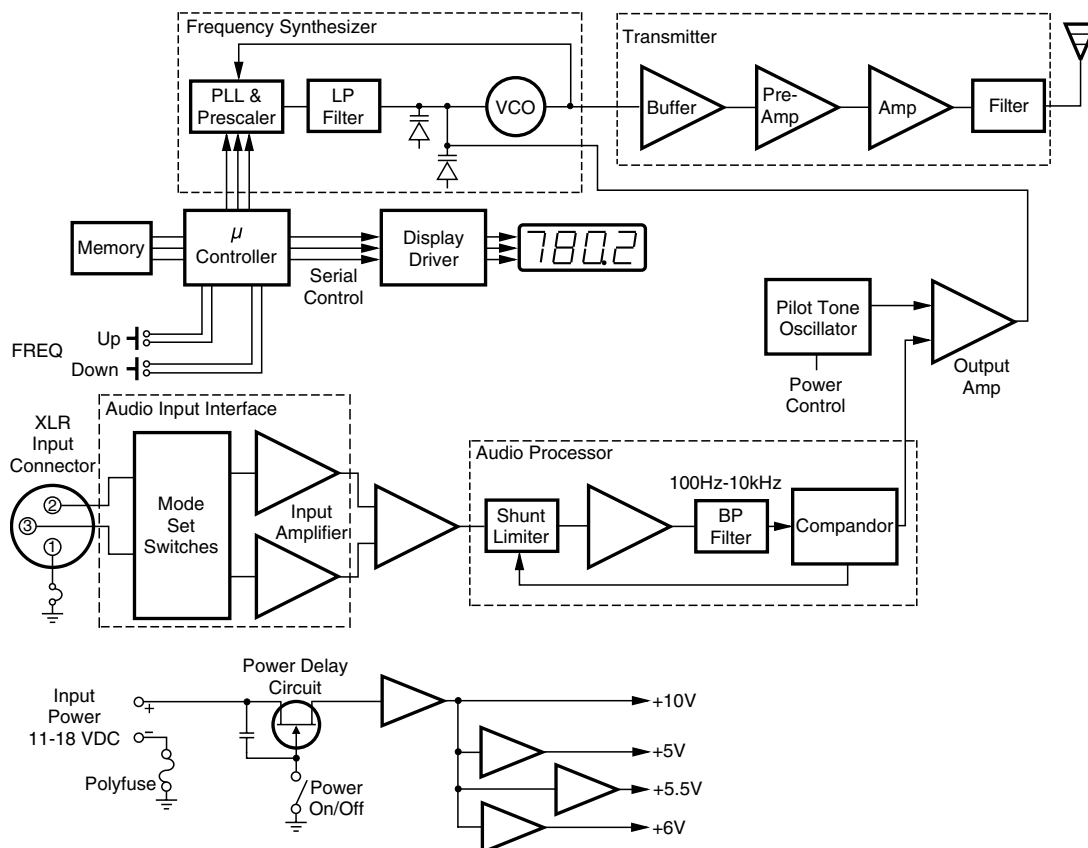 Frequency Synthesizer
PLL &
Prescaler
LP
Filter
VCO
Transmitter
Buffer
Pre-
Amp
Amp
Filter
Memory
µ
Controller
Serial
Control
Display
Driver
780.2
FREQ
Up
Down
Pilot Tone
Oscillator
Power
Control
Output
Amp
XLR
Input
Connector
2
3
1
Audio Input Interface
Mode
Set
Switches
Input
Amplifier
Audio Processor
Shunt
Limiter
100Hz-10kHz
BP
Filter
Compandor
Input
Power
11-18 VDC
+
−
Polyfuse
Power Delay
Circuit
Power
On/Off
+10V
+5V
+5.5V
+6V